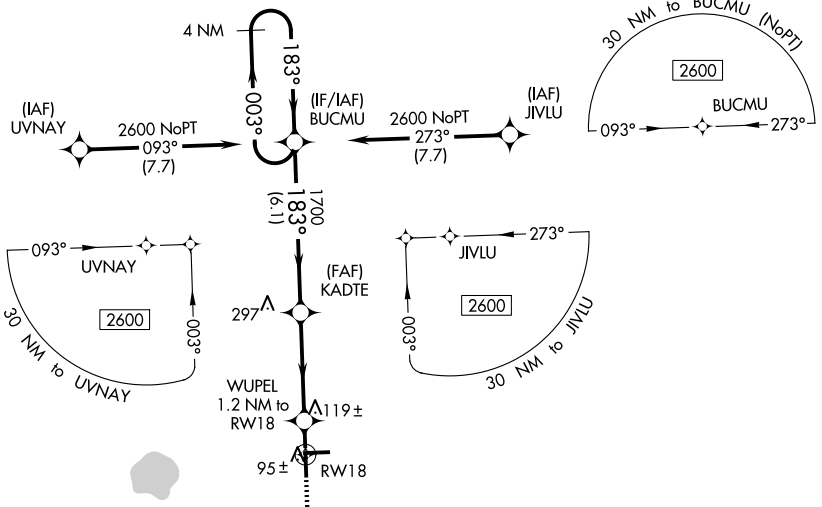 4 NM
183°
003°
(IAF)
UVNAY
2600 NoPT
093°
(7.7)
(IF/IAF)
BUCMU
2600 NoPT
273°
(7.7)
(IAF)
JIVLU
30 NM to BUCMU (NoPT)
2600
BUCMU
093°
273°
1700
183°
(6.1)
093°
UVNAY
2600
003°
30 NM to UVNAY
(FAF)
KADTE
297
273°
JIVLU
2600
003°
30 NM to JIVLU
WUPEL
1.2 NM to
RW18
119±
95±
RW18